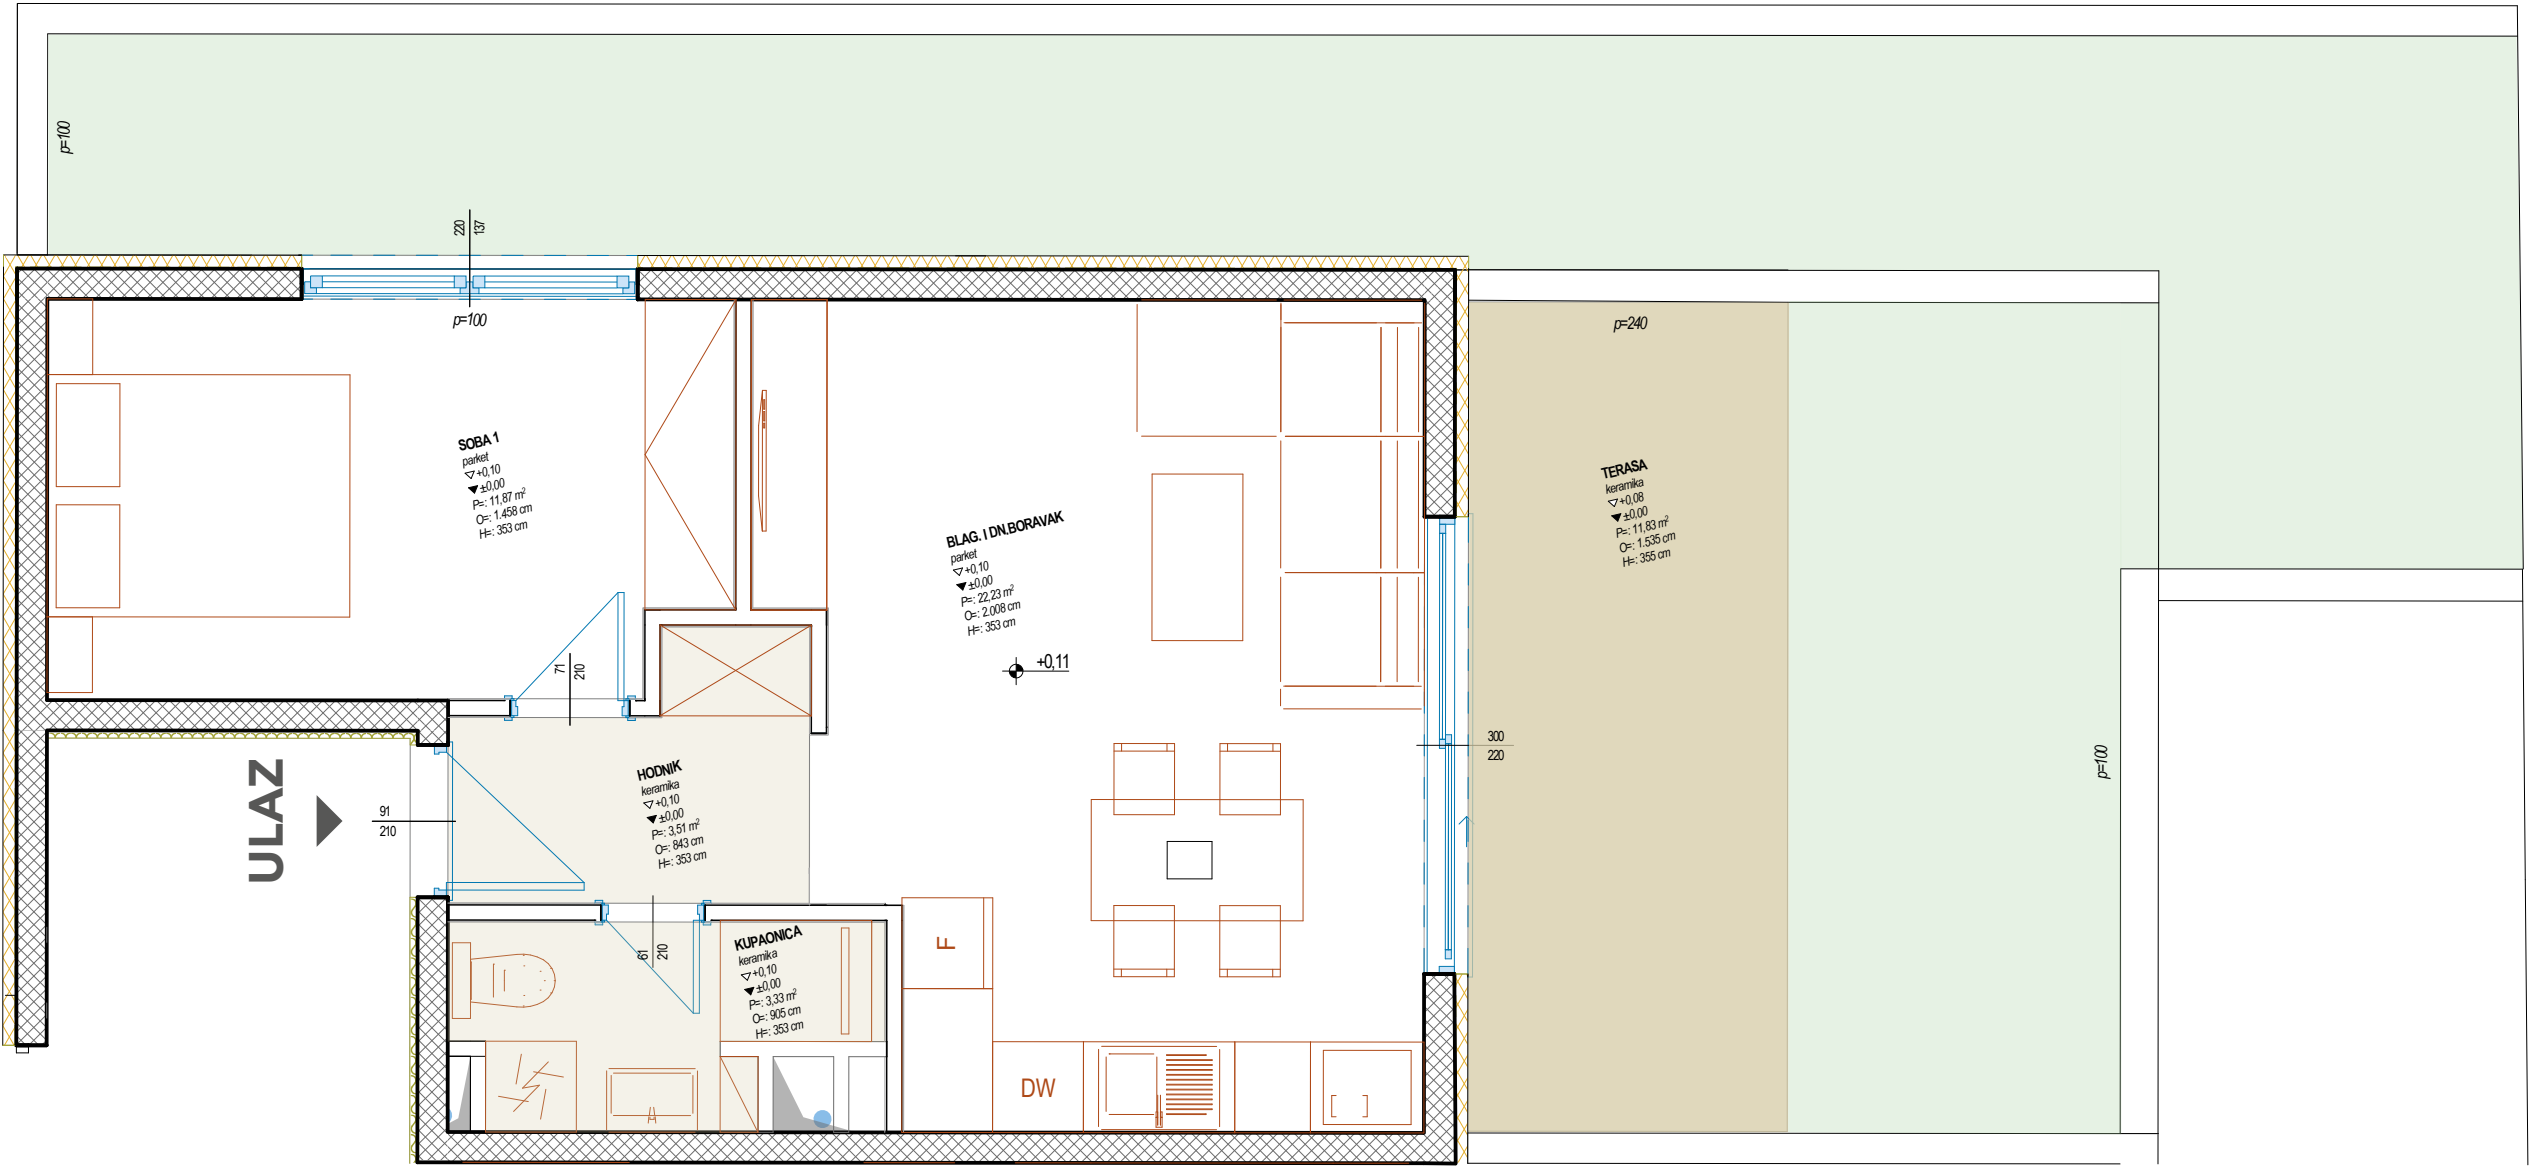 p=100
220
137
p=100
SOBA 1
parket
▽+0,10
▼±0,00
P=: 11,87 m²
O=: 1.458 cm
H=: 353 cm
71
210
BLAG. I DN.BORAVAK
parket
▽+0,10
▼±0,00
P=: 22,23 m²
O=: 2.008 cm
H=: 353 cm
+0,11
p=240
TERASA
keramika
▽+0,08
▼±0,00
P=: 11,83 m²
O=: 1.535 cm
H=: 355 cm
300
220
p=100
ULAZ
91
210
HODNIK
keramika
▽+0,10
▼±0,00
P=: 3,51 m²
O=: 843 cm
H=: 353 cm
61
210
KUPAONICA
keramika
▽+0,10
▼±0,00
P=: 3,33 m²
O=: 905 cm
H=: 353 cm
F
DW